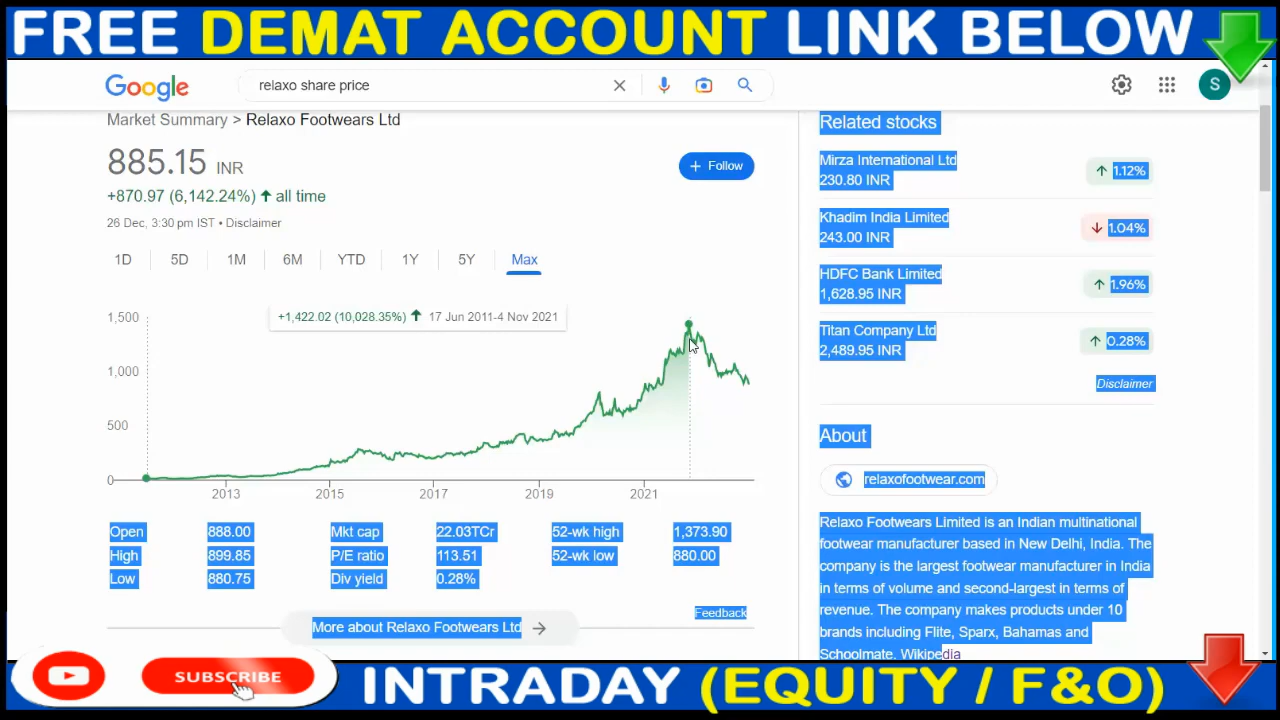 FREE DEMAT ACCOUNT LINK BELOW
Google
relaxo share price
S
Market Summary > Relaxo Footwears Ltd
885.15 INR
+ Follow
+870.97 (6,142.24%) ↑ all time
26 Dec, 3:30 pm IST • Disclaimer
1D 5D 1M 6M YTD 1Y 5Y Max
+1,422.02 (10,028.35%) ↑ 17 Jun 2011-4 Nov 2021
1,500
1,000
500
0
2013 2015 2017 2019 2021
Open 888.00 Mkt cap 22.03TCr 52-wk high 1,373.90
High 899.85 P/E ratio 113.51 52-wk low 880.00
Low 880.75 Div yield 0.28%
Feedback
More about Relaxo Footwears Ltd →
Related stocks
Mirza International Ltd
230.80 INR
↑ 1.12%
Khadim India Limited
243.00 INR
↓ 1.04%
HDFC Bank Limited
1,628.95 INR
↑ 1.96%
Titan Company Ltd
2,489.95 INR
↑ 0.28%
Disclaimer
About
relaxofootwear.com
Relaxo Footwears Limited is an Indian multinational
footwear manufacturer based in New Delhi, India. The
company is the largest footwear manufacturer in India
in terms of volume and second-largest in terms of
revenue. The company makes products under 10
brands including Flite, Sparx, Bahamas and
Schoolmate. Wikipedia
SUBSCRIBE
INTRADAY (EQUITY / F&O)